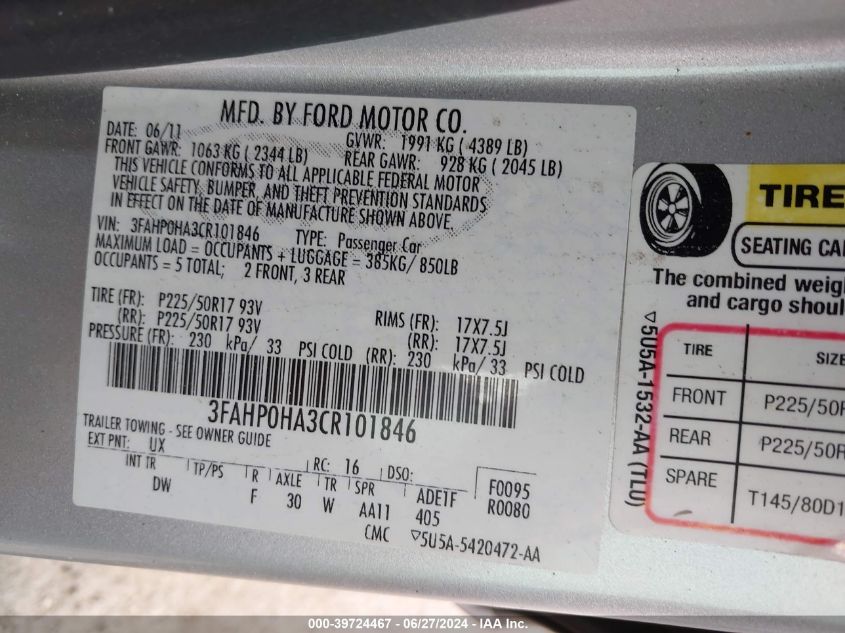 MFD. BY FORD MOTOR CO.
DATE: 06/11 GVWR: 1991 KG ( 4389 LB)
FRONT GAWR: 1063 KG ( 2344 LB) REAR GAWR: 928 KG ( 2045 LB)
THIS VEHICLE CONFORMS TO ALL APPLICABLE FEDERAL MOTOR
VEHICLE SAFETY, BUMPER, AND THEFT PREVENTION STANDARDS
IN EFFECT ON THE DATE OF MANUFACTURE SHOWN ABOVE.
VIN: 3FAHP0HA3CR101846 TYPE: Passenger Car
MAXIMUM LOAD = OCCUPANTS + LUGGAGE = 385KG/ 850LB
OCCUPANTS = 5 TOTAL; 2 FRONT, 3 REAR
TIRE (FR): P225/50R17 93V RIMS (FR): 17X7.5J
(RR): P225/50R17 93V (RR): 17X7.5J
PRESSURE (FR): 230 kPa/ 33 PSI COLD (RR): 230 kPa/ 33 PSI COLD
3FAHP0HA3CR101846
TRAILER TOWING - SEE OWNER GUIDE
EXT PNT: UX RC: 16 DSO: F0095
INT TR TP/PS R AXLE TR SPR ADETF R0080
DW F 30 W AA11 405
CMC ▽5U5A-5420472-AA
TIRE
SEATING
The combined
and cargo
▽5U5A-1532-AA (TLU)
TIRE SIZE
FRONT P225/50R
REAR P225/50R
SPARE T145/80D1
000-39724467 - 06/27/2024 - IAA Inc.